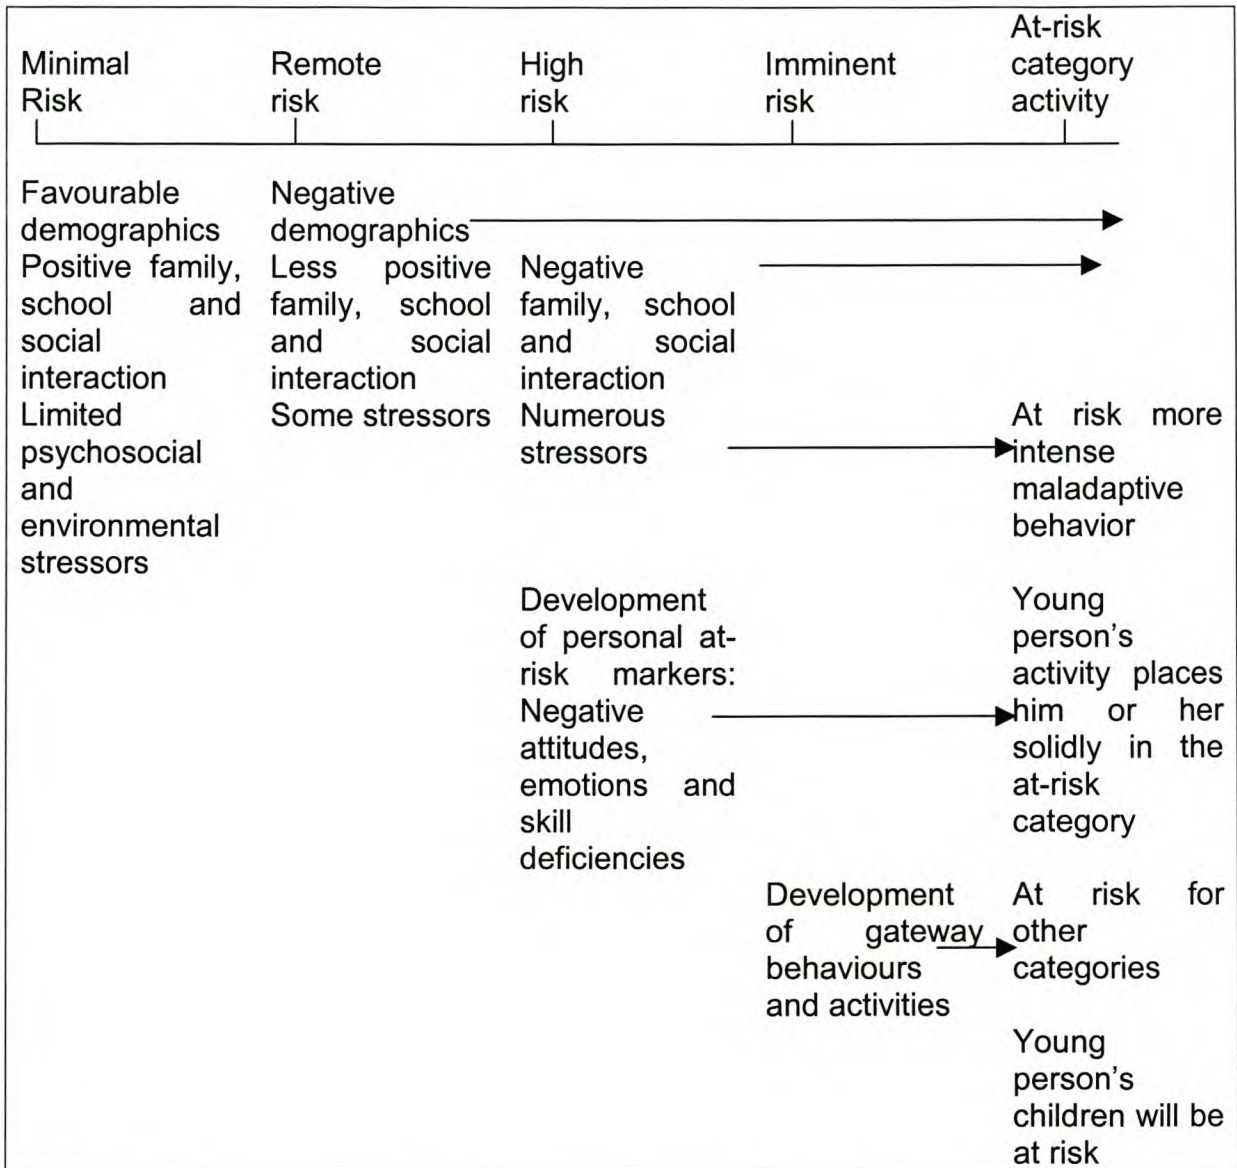 Minimal
Risk
Remote
risk
High
risk
Imminent
risk
At-risk
category
activity
Favourable
demographics
Positive family,
school and
social
interaction
Limited
psychosocial
and
environmental
stressors
Negative
demographics
Less positive
family, school
and social
interaction
Some stressors
Negative
family, school
and social
interaction
Numerous
stressors
Development
of personal at-
risk markers:
Negative
attitudes,
emotions and
skill
deficiencies
Development
of gateway
behaviours
and activities
At risk more
intense
maladaptive
behavior
Young
person's
activity places
him or her
solidly in the
at-risk
category
At risk for
other
categories
Young
person's
children will be
at risk